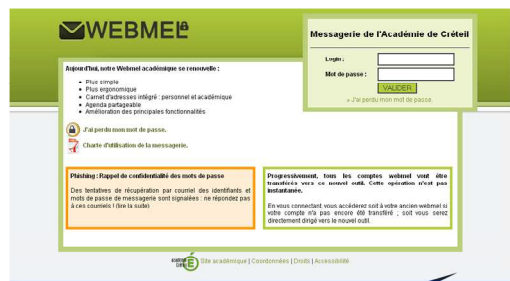 WEBMEL
Messagerie de l'Académie de Créteil
Login :
Mot de passe :
VALIDER
» J'ai perdu mon mot de passe
Aujourd'hui, notre Webmel académique se renouvelle :
• Plus simple
• Plus ergonomique
• Carnet d'adresses intégré : personnel et académique
• Agenda partageable
• Amélioration des principales fonctionnalités
J'ai perdu mon mot de passe.
Charte d'utilisation de la messagerie.
Phishing : Rappel de confidentialité des mots de passe
Des tentatives de récupération par courriel des identifiants et
mots de passe de messagerie sont signalées : ne répondez pas
à ces courriels ! (lire la suite)
Progressivement, tous les comptes webmel vont être
transférés vers ce nouvel outil. Cette opération n'est pas
instantanée.
En vous connectant vous accéderez soit à votre ancien webmel si
votre compte n'a pas encore été transféré ; soit vous serez
directement dirigé vers le nouvel outil.
académie
Créteil
Site académique | Coordonnées | Droits | Accessibilité